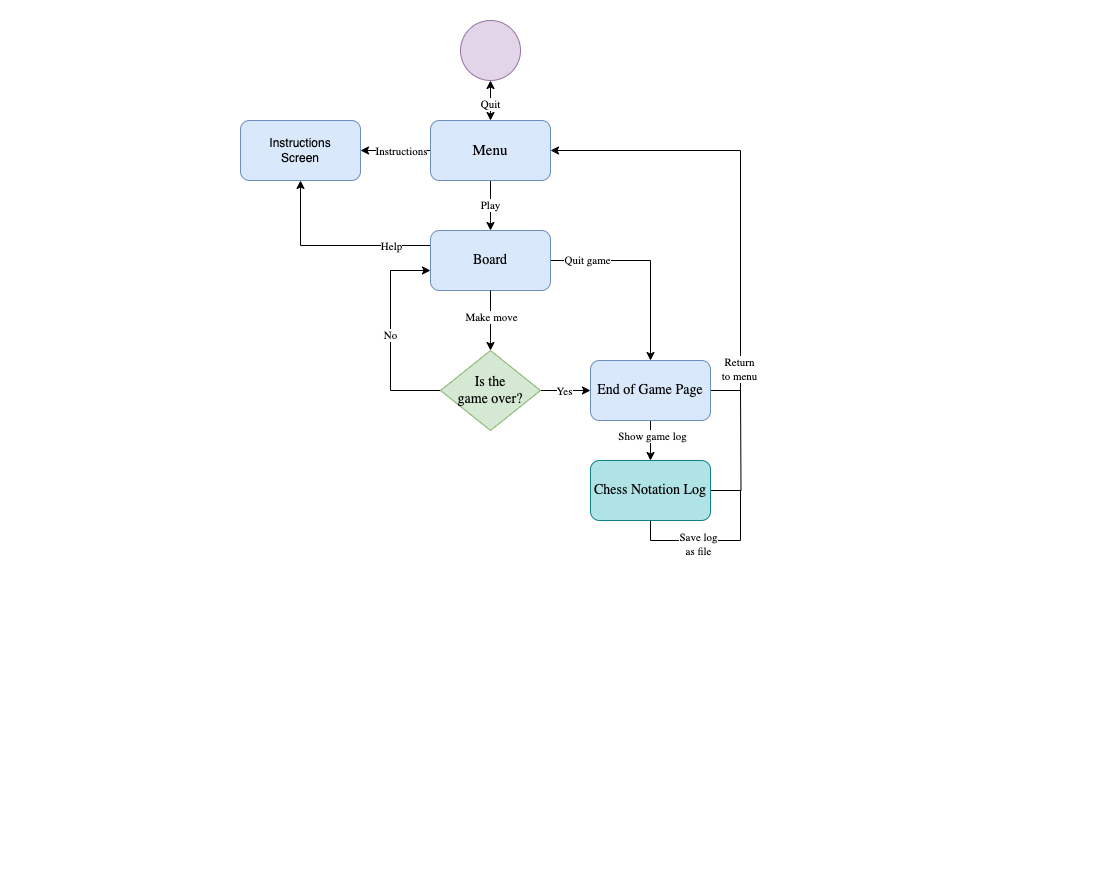 Quit
Instructions
Screen
Instructions
Menu
Play
Help
Board
Quit game
Make move
No
Is the
game over?
Yes
End of Game Page
Return
to menu
Show game log
Chess Notation Log
Save log
as file